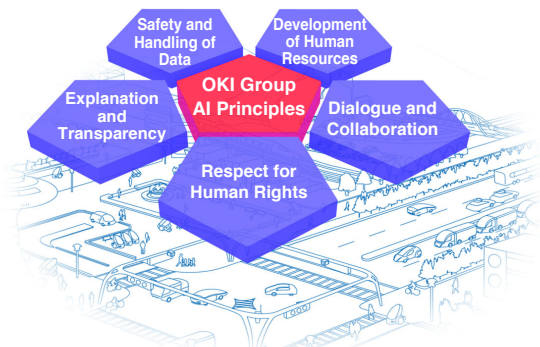 Safety and
Handling of
Data
Development
of Human
Resources
OKI Group
AI Principles
Explanation
and
Transparency
Dialogue and
Collaboration
Respect for
Human Rights